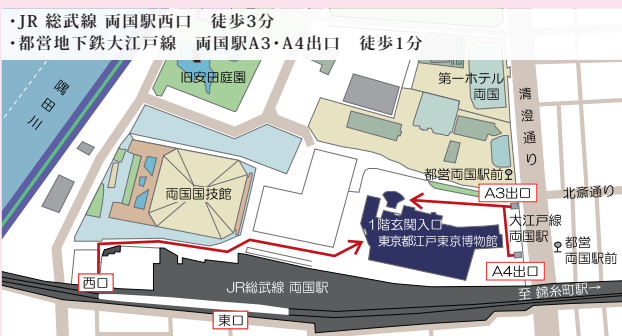 ・JR 総武線 両国駅西口　徒歩3分
・都営地下鉄大江戸線　両国駅A3・A4出口　徒歩1分
隅田川
旧安田庭園
第一ホテル
両国
清澄通り
都営両国駅前
両国国技館
A3出口
北斎通り
1階玄関入口
東京都江戸東京博物館
大江戸線
両国駅
都営
両国駅前
A4出口
西口
JR総武線 両国駅
至 錦糸町駅→
東口